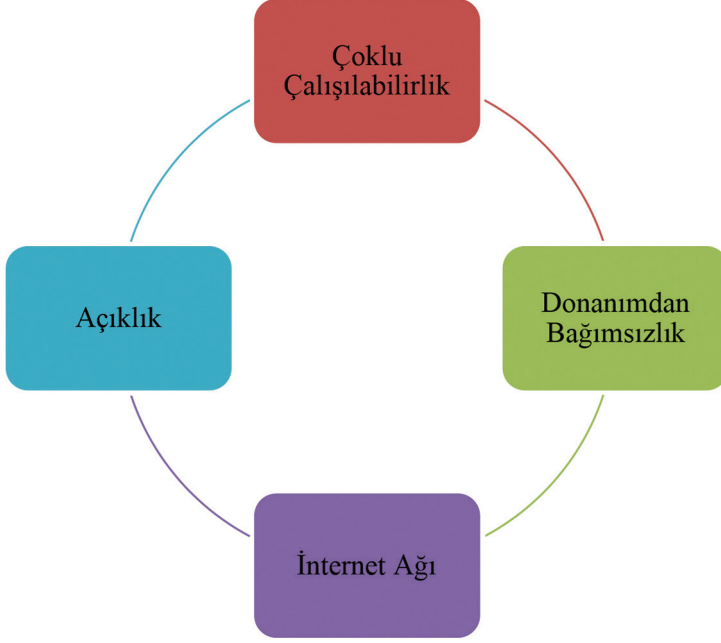 Çoklu
Çalışılabilirlik
Donanımdan
Bağımsızlık
İnternet Ağı
Açıklık